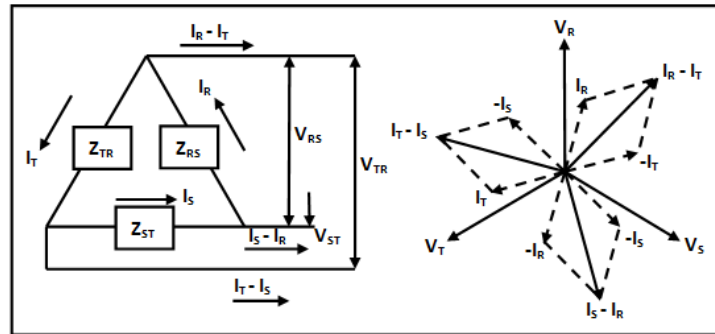 I_R - I_T
I_R
I_T
Z_TR
Z_RS
V_RS
V_TR
I_S
Z_ST
I_S - I_R
V_ST
I_T - I_S
V_R
I_R
I_R - I_T
-I_S
I_T - I_S
-I_T
I_T
V_T
-I_R
-I_S
V_S
I_S - I_R